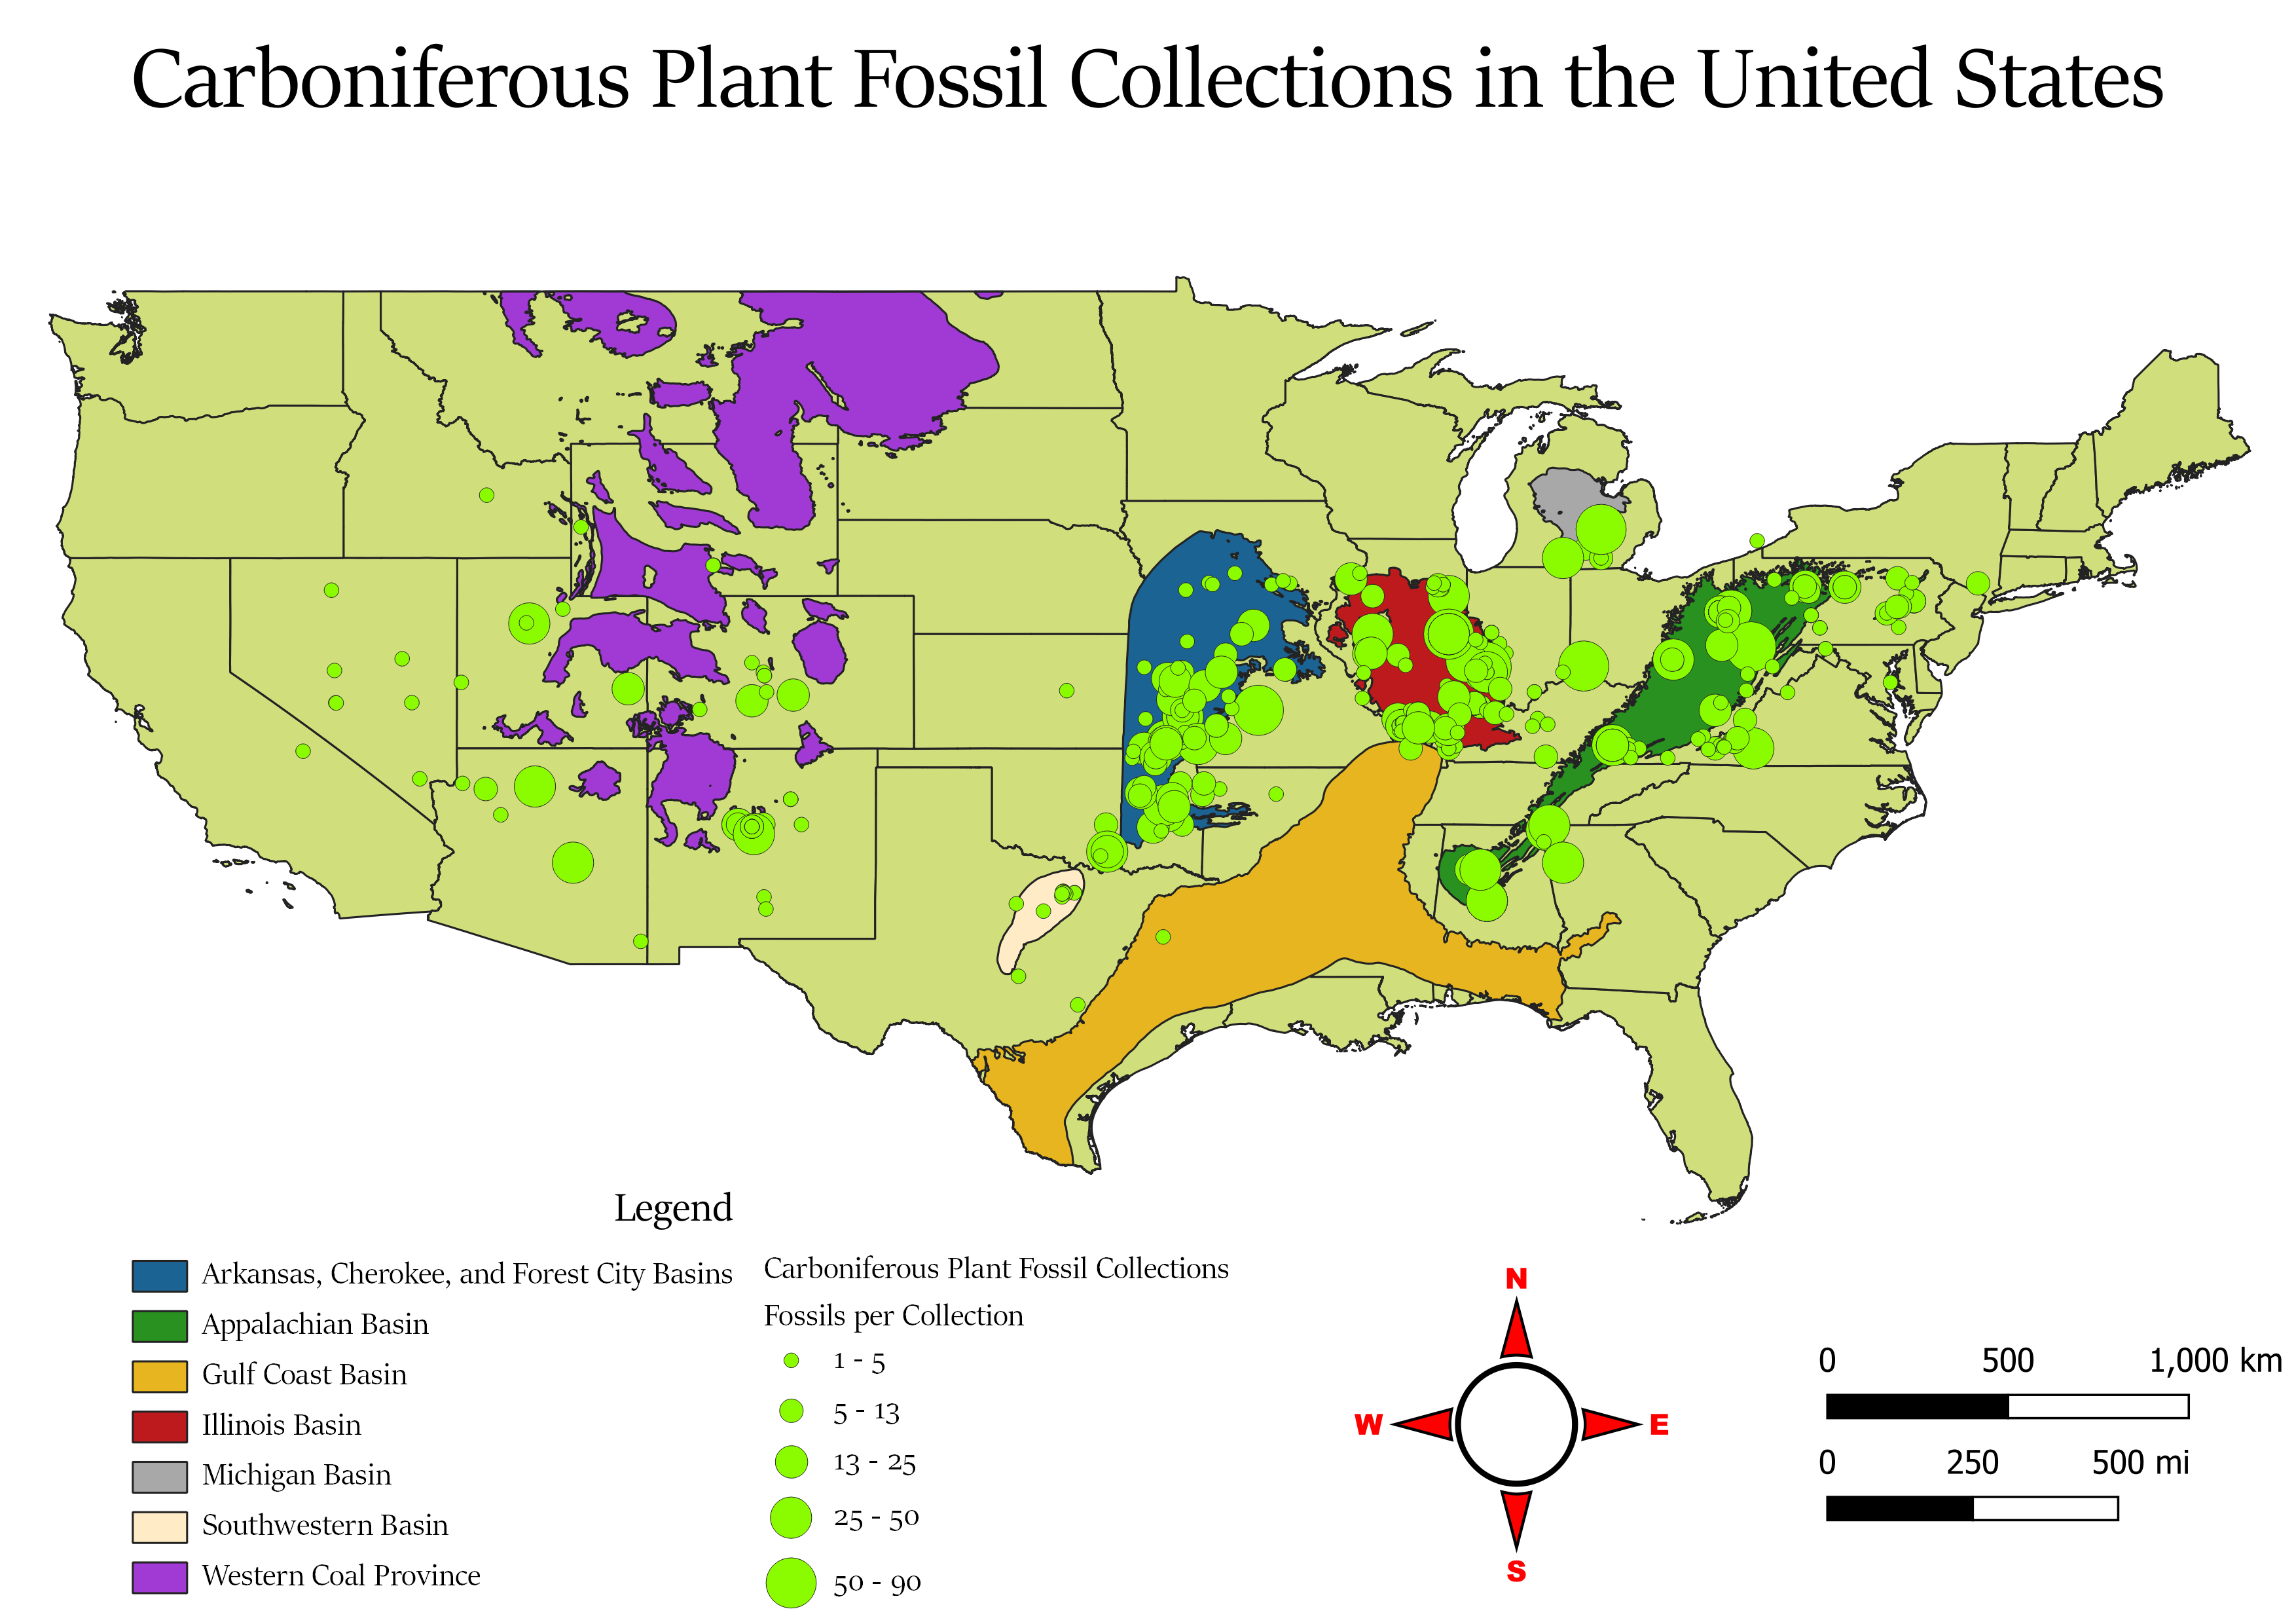 Carboniferous Plant Fossil Collections in the United States
Legend
Arkansas, Cherokee, and Forest City Basins
Appalachian Basin
Gulf Coast Basin
Illinois Basin
Michigan Basin
Southwestern Basin
Western Coal Province
Carboniferous Plant Fossil Collections
Fossils per Collection
1 - 5
5 - 13
13 - 25
25 - 50
50 - 90
N
W E
S
0 500 1,000 km
0 250 500 mi